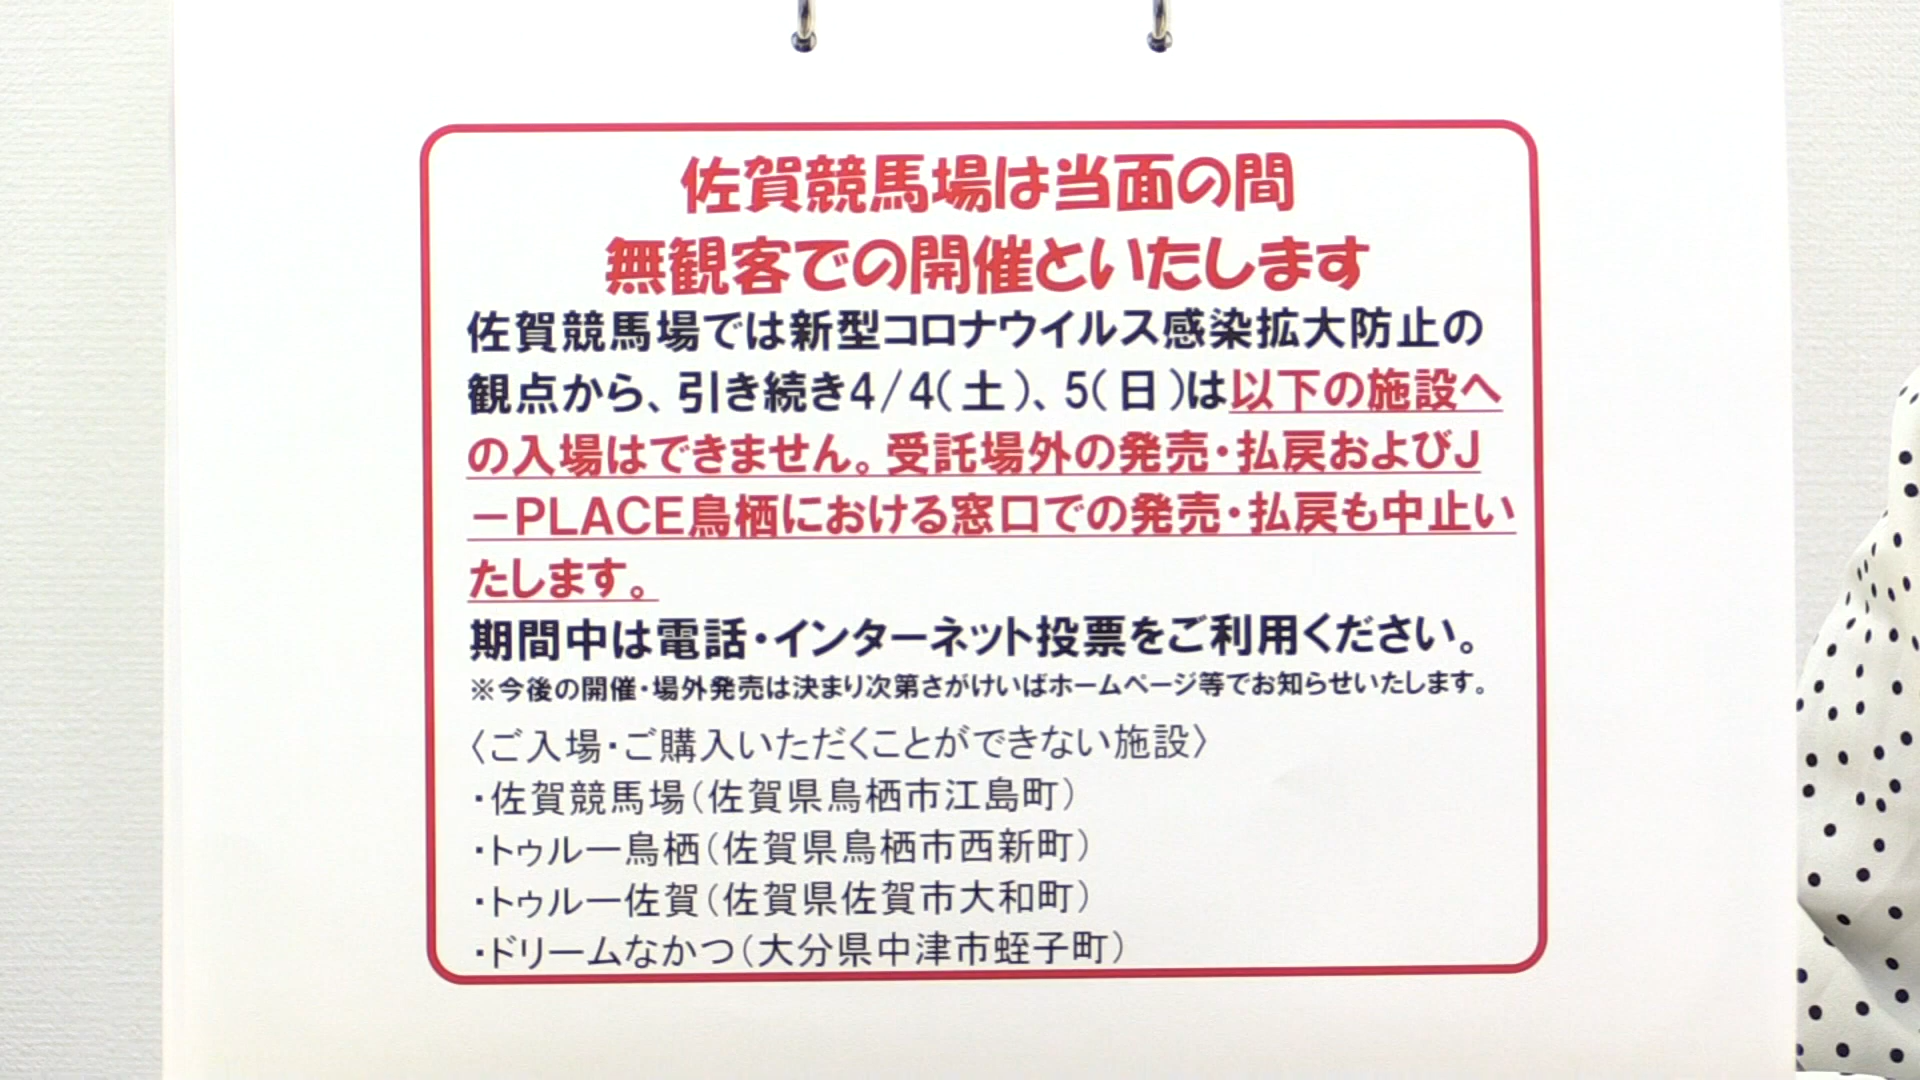 佐賀競馬場は当面の間
無観客での開催といたします
佐賀競馬場では新型コロナウイルス感染拡大防止の
観点から、引き続き4/4(土)、5(日)は以下の施設へ
の入場はできません。受託場外の発売・払戻およびJ
－PLACE鳥栖における窓口での発売・払戻も中止い
たします。
期間中は電話・インターネット投票をご利用ください。
※今後の開催・場外発売は決まり次第さがけいばホームページ等でお知らせいたします。
〈ご入場・ご購入いただくことができない施設〉
・佐賀競馬場（佐賀県鳥栖市江島町）
・トゥルー鳥栖（佐賀県鳥栖市西新町）
・トゥルー佐賀（佐賀県佐賀市大和町）
・ドリームなかつ（大分県中津市蛭子町）